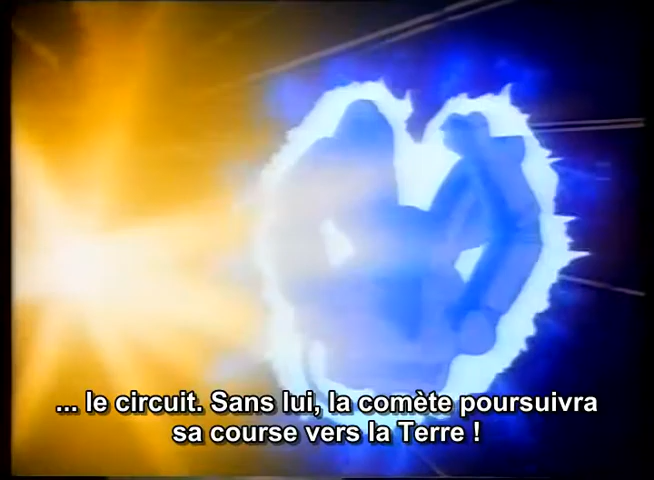 ... le circuit. Sans lui, la comète poursuivra
sa course vers la Terre !